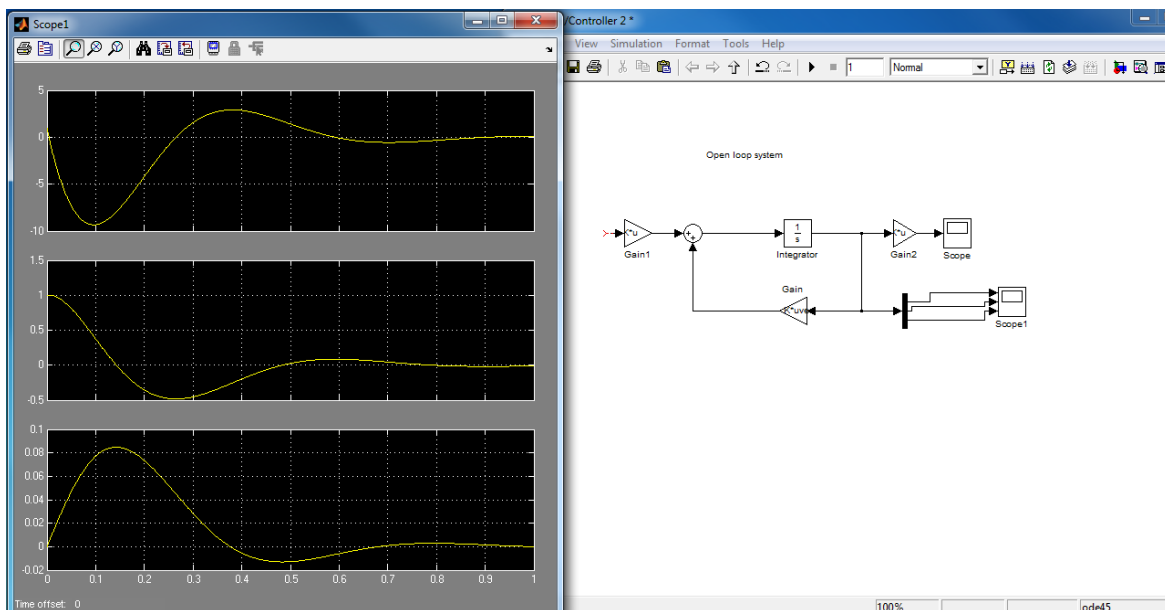 Scope1
5
0
-5
-10
1.5
1
0.5
0
-0.5
0.1
0.08
0.06
0.04
0.02
0
-0.02
0 0.1 0.2 0.3 0.4 0.5 0.6 0.7 0.8 0.9 1
Time offset: 0
/Controller 2 *
View Simulation Format Tools Help
1 Normal
Open loop system
K*u
Gain1
1
s
Integrator
K*u
Gain2
Scope
Gain
K*uve
Scope1
100% ode45